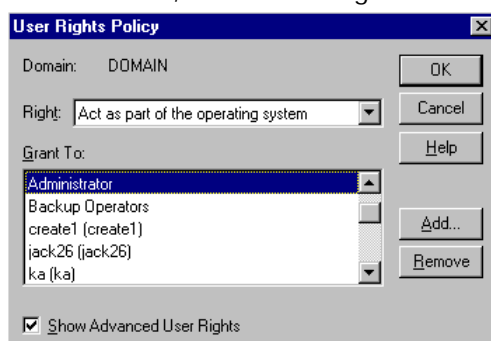 User Rights Policy
Domain: DOMAIN
OK
Right: Act as part of the operating system
Cancel
Grant To:
Help
Administrator
Backup Operators
create1 (create1)
Add...
jack26 (jack26)
Remove
ka (ka)
Show Advanced User Rights